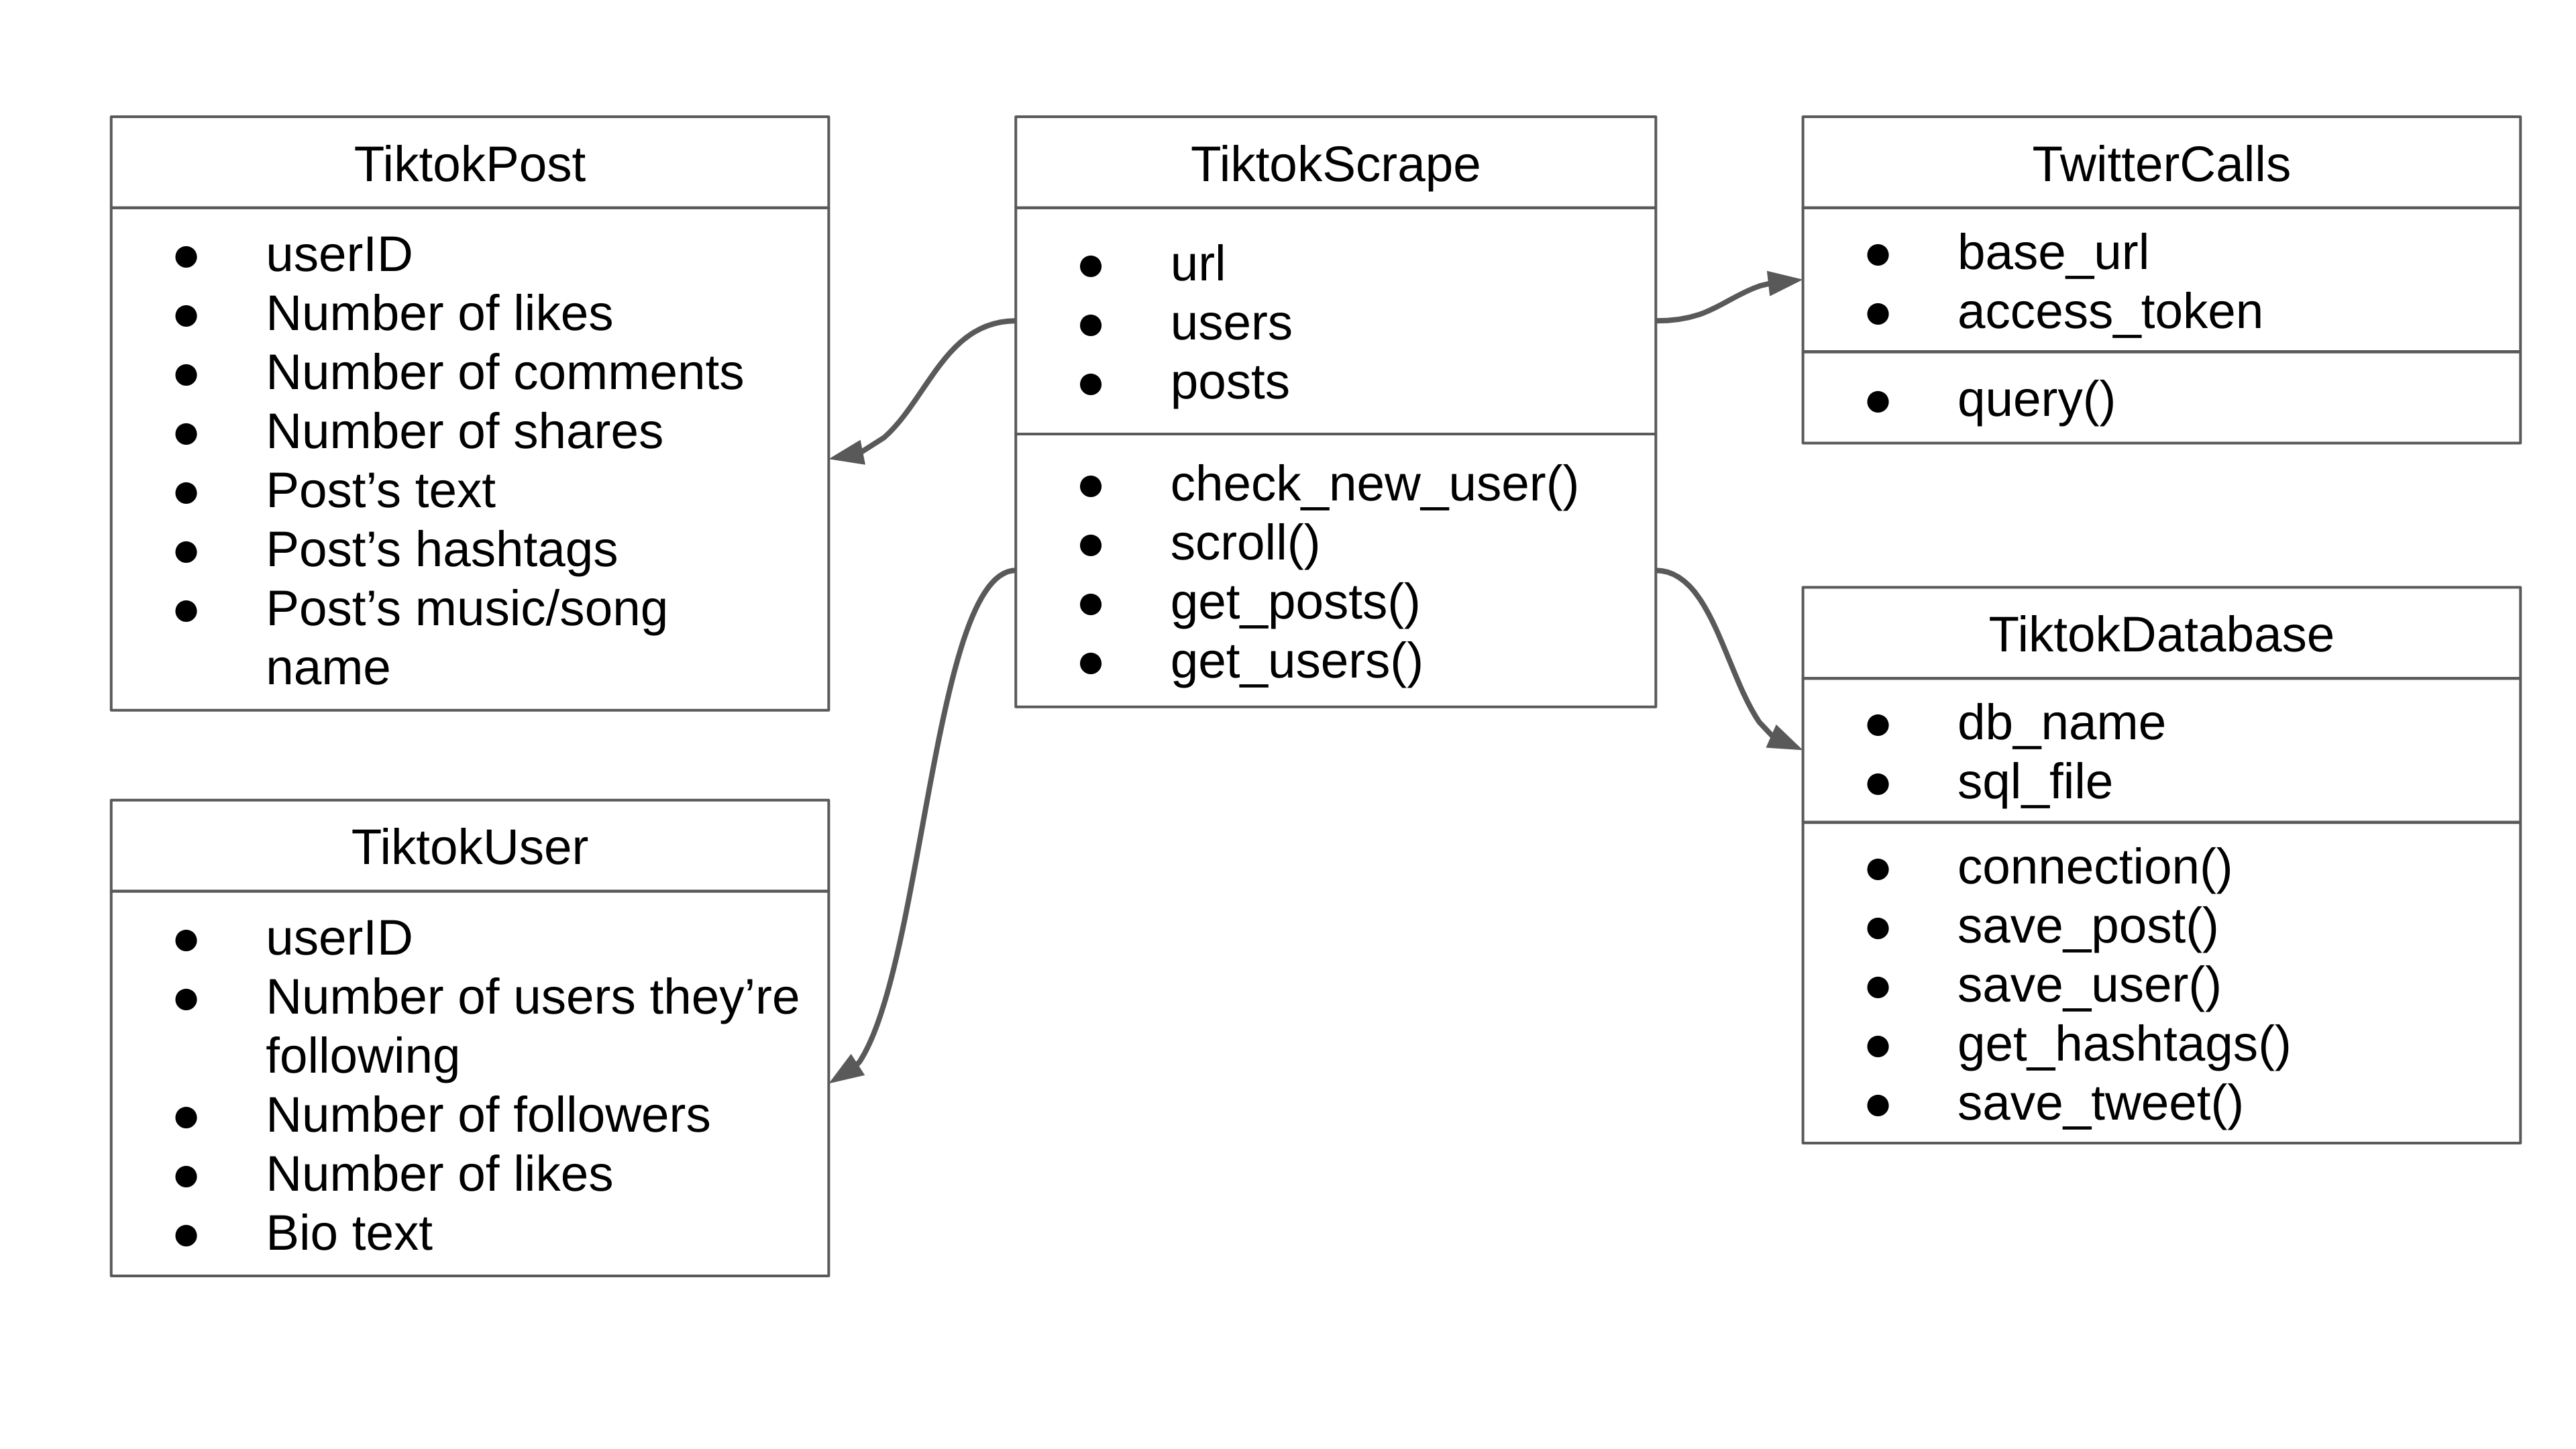 TiktokPost
● userID
● Number of likes
● Number of comments
● Number of shares
● Post’s text
● Post’s hashtags
● Post’s music/song
name
TiktokUser
● userID
● Number of users they’re
following
● Number of followers
● Number of likes
● Bio text
TiktokScrape
● url
● users
● posts
● check_new_user()
● scroll()
● get_posts()
● get_users()
TwitterCalls
● base_url
● access_token
● query()
TiktokDatabase
● db_name
● sql_file
● connection()
● save_post()
● save_user()
● get_hashtags()
● save_tweet()